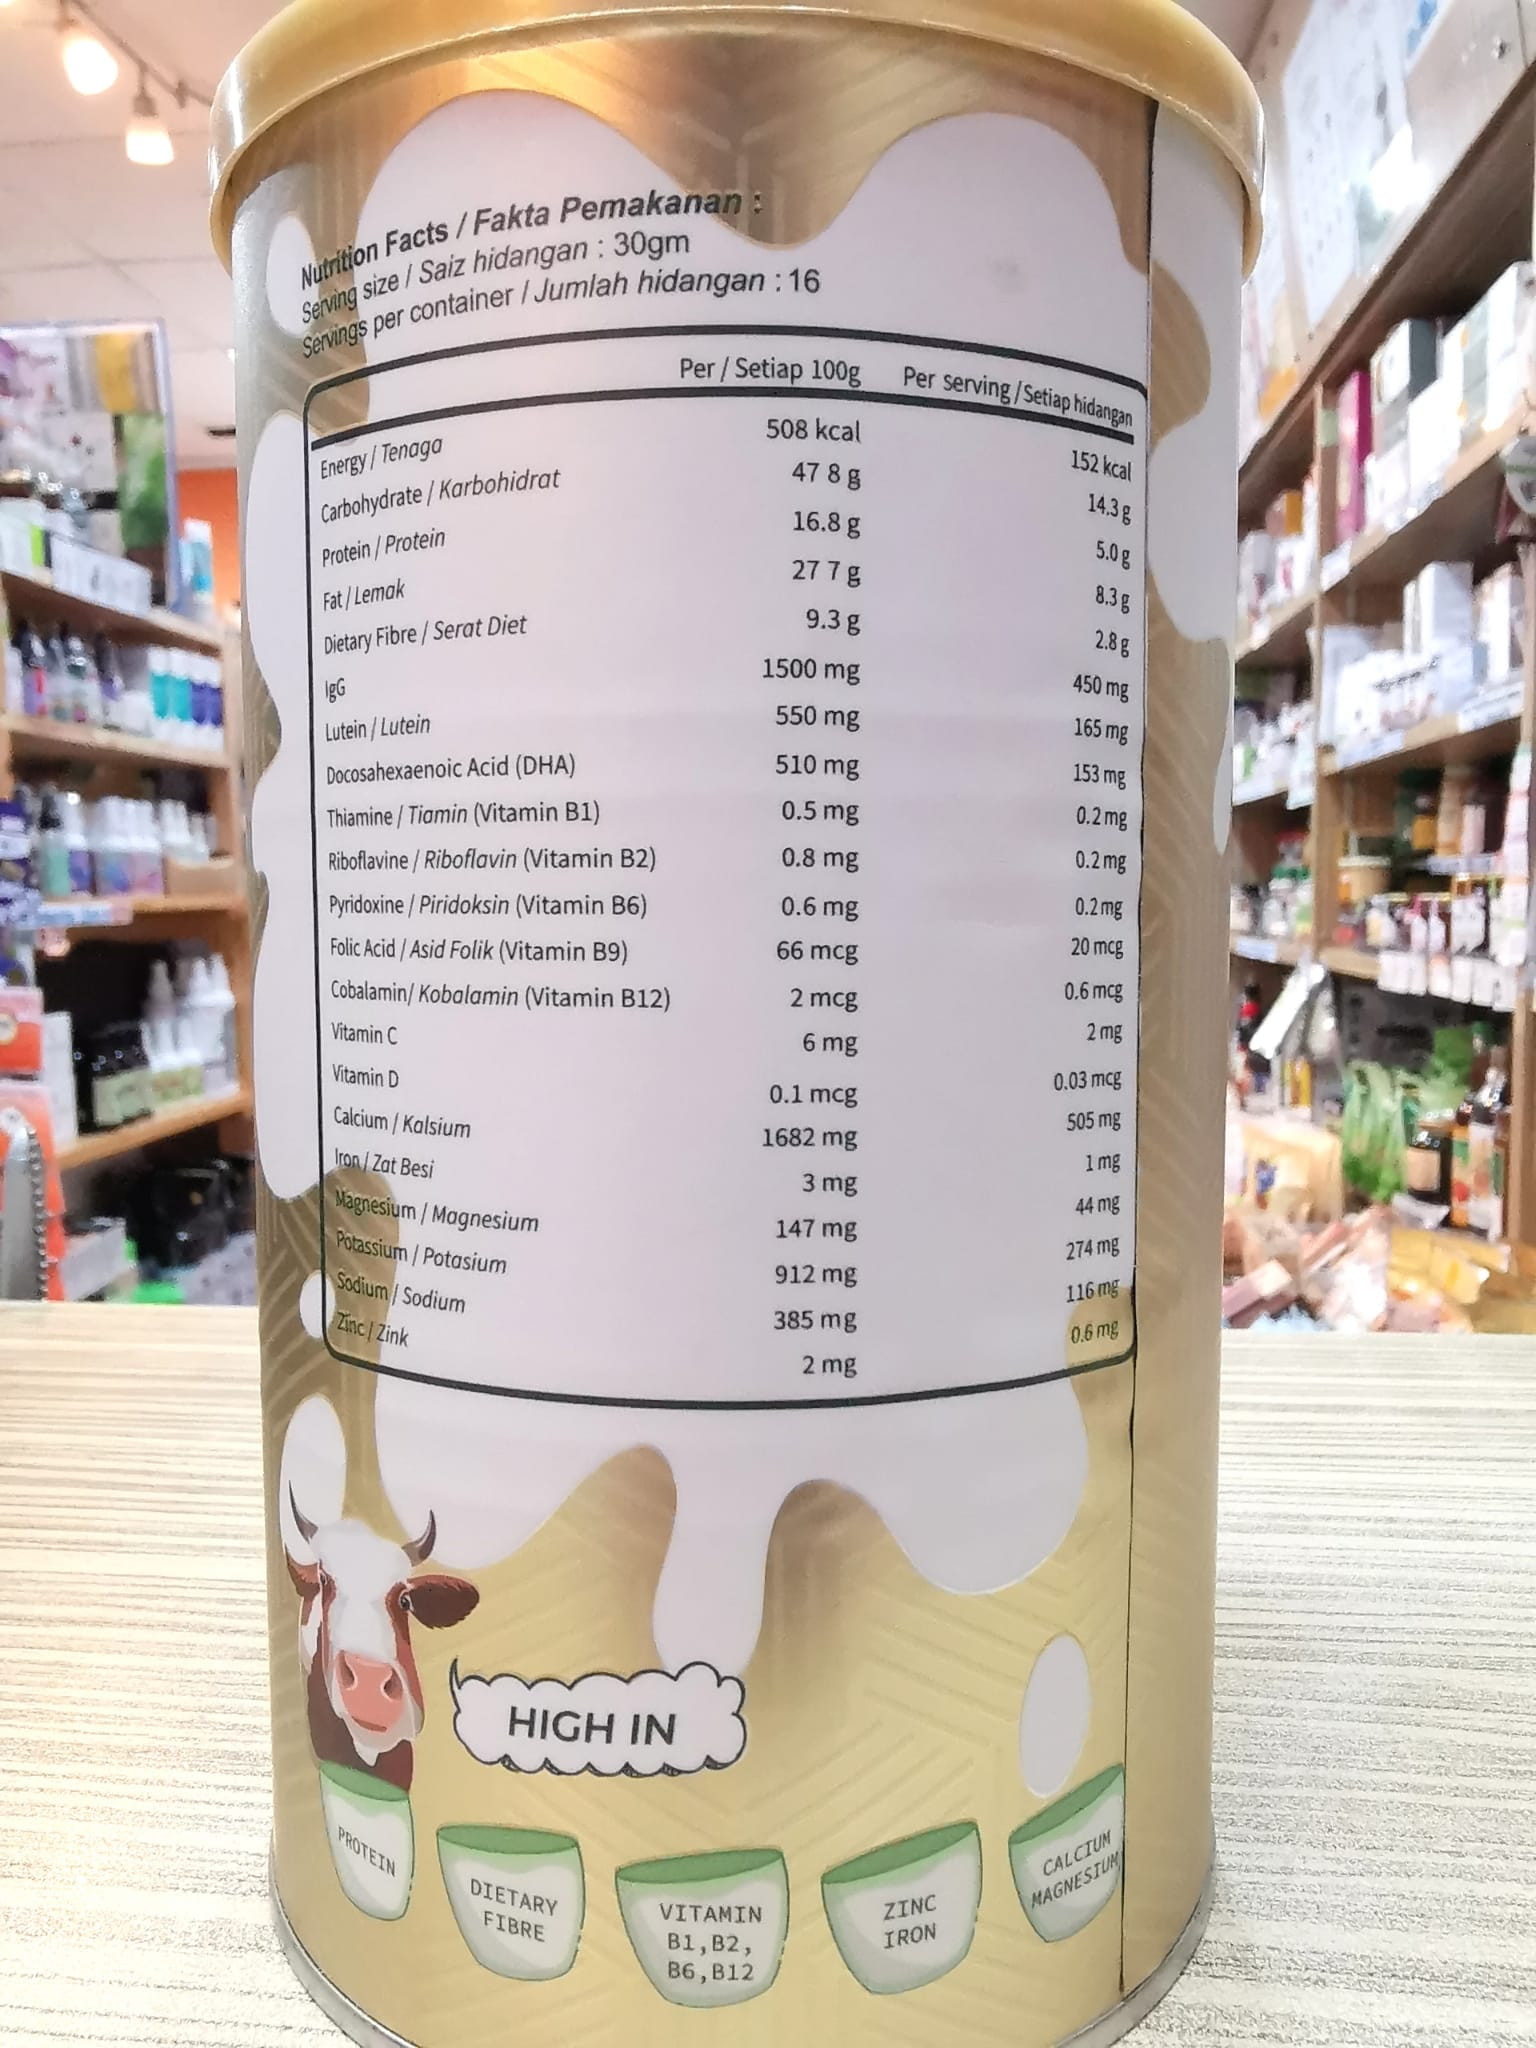 Nutrition Facts / Fakta Pemakanan :
Serving size / Saiz hidangan : 30gm
Servings per container / Jumlah hidangan : 16
Per / Setiap 100g Per serving / Setiap hidangan
Energy / Tenaga 508 kcal 152 kcal
Carbohydrate / Karbohidrat 47 8 g 14.3 g
Protein / Protein 16.8 g 5.0 g
Fat / Lemak 27 7 g 8.3 g
Dietary Fibre / Serat Diet 9.3 g 2.8 g
IgG 1500 mg 450 mg
Lutein / Lutein 550 mg 165 mg
Docosahexaenoic Acid (DHA) 510 mg 153 mg
Thiamine / Tiamin (Vitamin B1) 0.5 mg 0.2 mg
Riboflavine / Riboflavin (Vitamin B2) 0.8 mg 0.2 mg
Pyridoxine / Piridoksin (Vitamin B6) 0.6 mg 0.2 mg
Folic Acid / Asid Folik (Vitamin B9) 66 mcg 20 mcg
Cobalamin/ Kobalamin (Vitamin B12) 2 mcg 0.6 mcg
Vitamin C 6 mg 2 mg
Vitamin D 0.1 mcg 0.03 mcg
Calcium / Kalsium 1682 mg 505 mg
Iron / Zat Besi 3 mg 1 mg
Magnesium / Magnesium 147 mg 44 mg
Potassium / Potasium 912 mg 274 mg
Sodium / Sodium 385 mg 116 mg
Zinc / Zink 2 mg 0.6 mg
HIGH IN
PROTEIN
DIETARY
FIBRE
VITAMIN
B1,B2,
B6,B12
ZINC
IRON
CALCIUM
MAGNESIUM